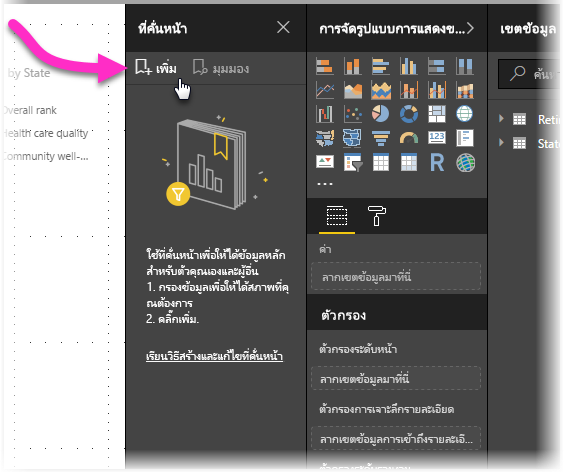 by State
Overall rank
Health care quality
Community well-...
ที่คั่นหน้า
เพิ่ม
มุมมอง
ใช้ที่คั่นหน้าเพื่อให้ได้ข้อมูลหลัก
สำหรับตัวคุณเองและผู้อื่น
1. กรองข้อมูลเพื่อให้ได้สภาพที่คุ
ณต้องการ
2. คลิ๊กเพิ่ม.
เรียนวิธีสร้างและแก้ไขที่คั่นหน้า
การจัดรูปแบบการแสดงข...
123
R
...
ค่า
ลากเขตข้อมูลมาที่นี่
ตัวกรอง
ตัวกรองระดับหน้า
ลากเขตข้อมูลมาที่นี่
ตัวกรองการเจาะลึกรายละเอียด
ลากเขตข้อมูลการเข้าถึงรายละเอี...
เขตข้อมูล
ค้นห
Reti
State